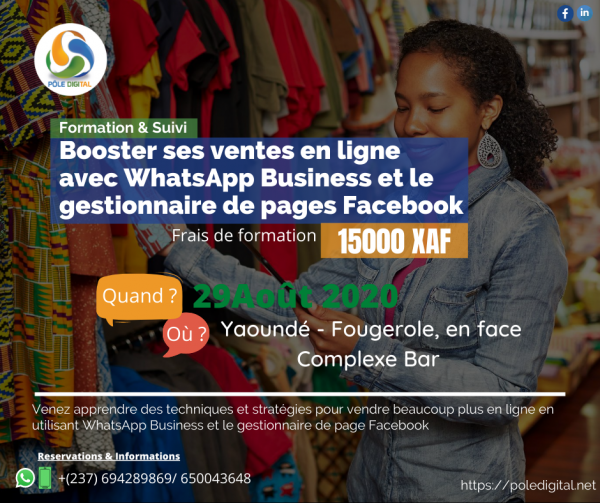 PÔLE DIGITAL
Formation & Suivi
Booster ses ventes en ligne
avec WhatsApp Business et le
gestionnaire de pages Facebook
Frais de formation 15000 XAF
Quand ? 29Août 2020
Où ? Yaoundé - Fougerole, en face
Complexe Bar
Venez apprendre des techniques et stratégies pour vendre beaucoup plus en ligne en
utilisant WhatsApp Business et le gestionnaire de page Facebook
Reservations & Informations
+(237) 694289869/ 650043648
https://poledigital.net